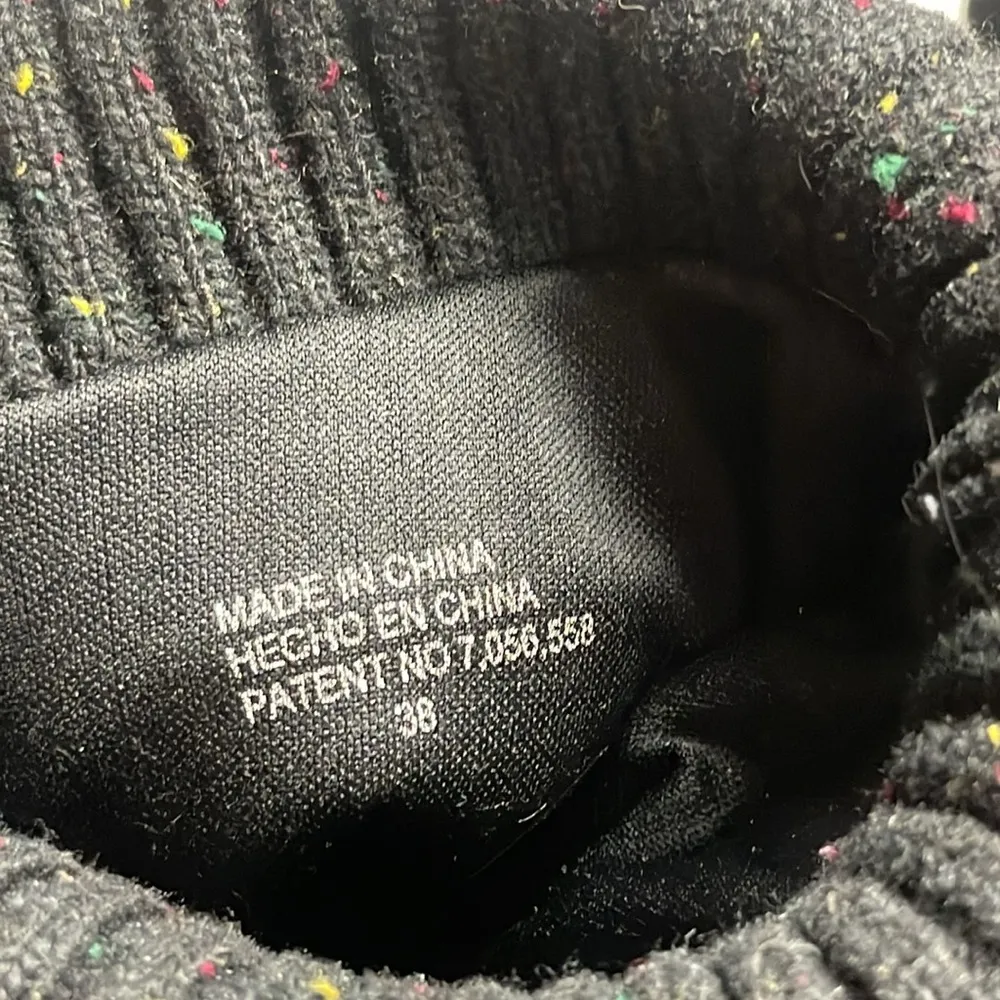 MADE IN CHINA
HECHO EN CHINA
PATENT NO 7,056,558
38